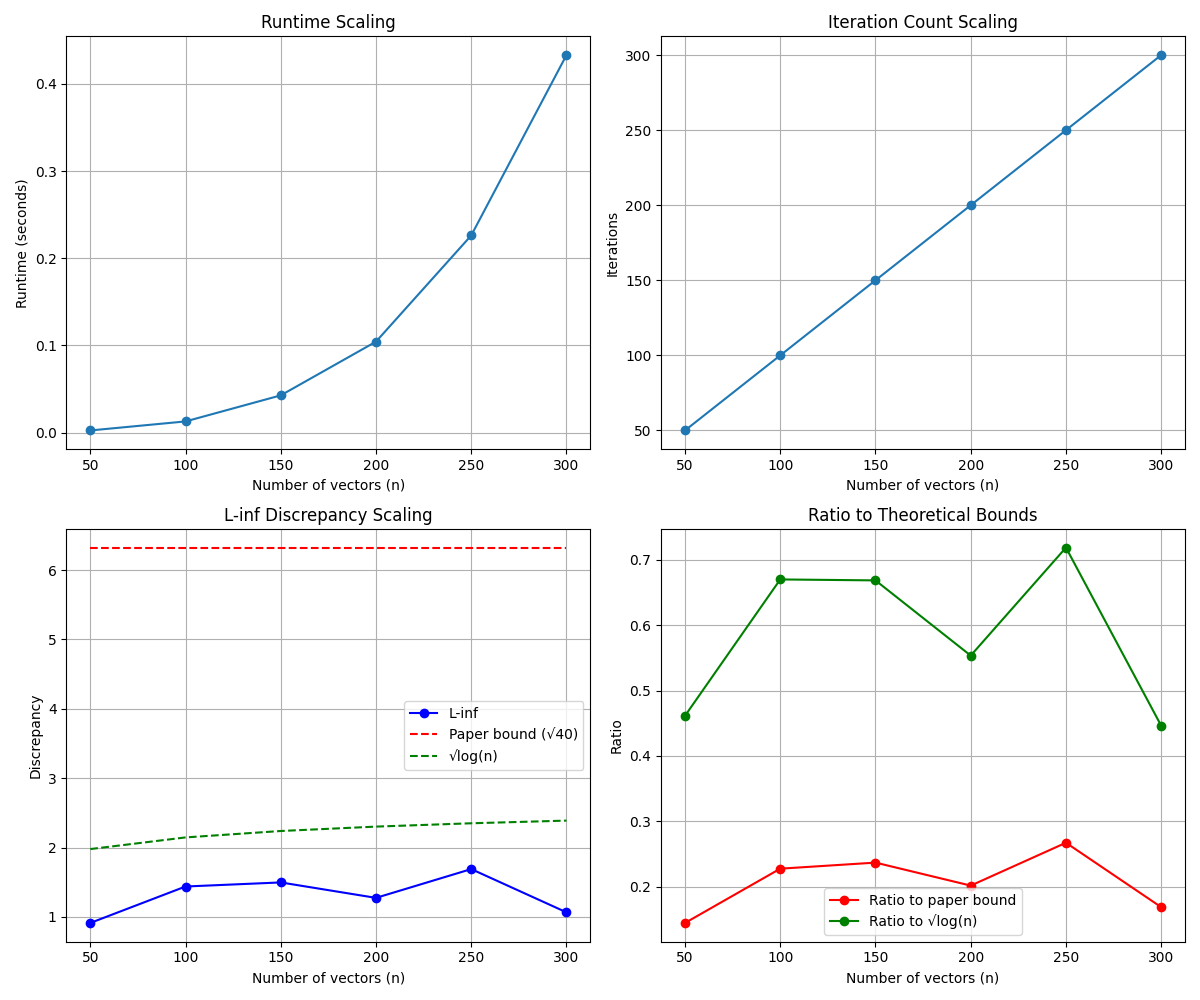 Runtime Scaling
Runtime (seconds)
0.4
0.3
0.2
0.1
0.0
50 100 150 200 250 300
Number of vectors (n)
Iteration Count Scaling
Iterations
300
250
200
150
100
50
50 100 150 200 250 300
Number of vectors (n)
L-inf Discrepancy Scaling
Discrepancy
6
5
4
3
2
1
L-inf
Paper bound (√40)
√log(n)
50 100 150 200 250 300
Number of vectors (n)
Ratio to Theoretical Bounds
Ratio
0.7
0.6
0.5
0.4
0.3
0.2
Ratio to paper bound
Ratio to √log(n)
50 100 150 200 250 300
Number of vectors (n)